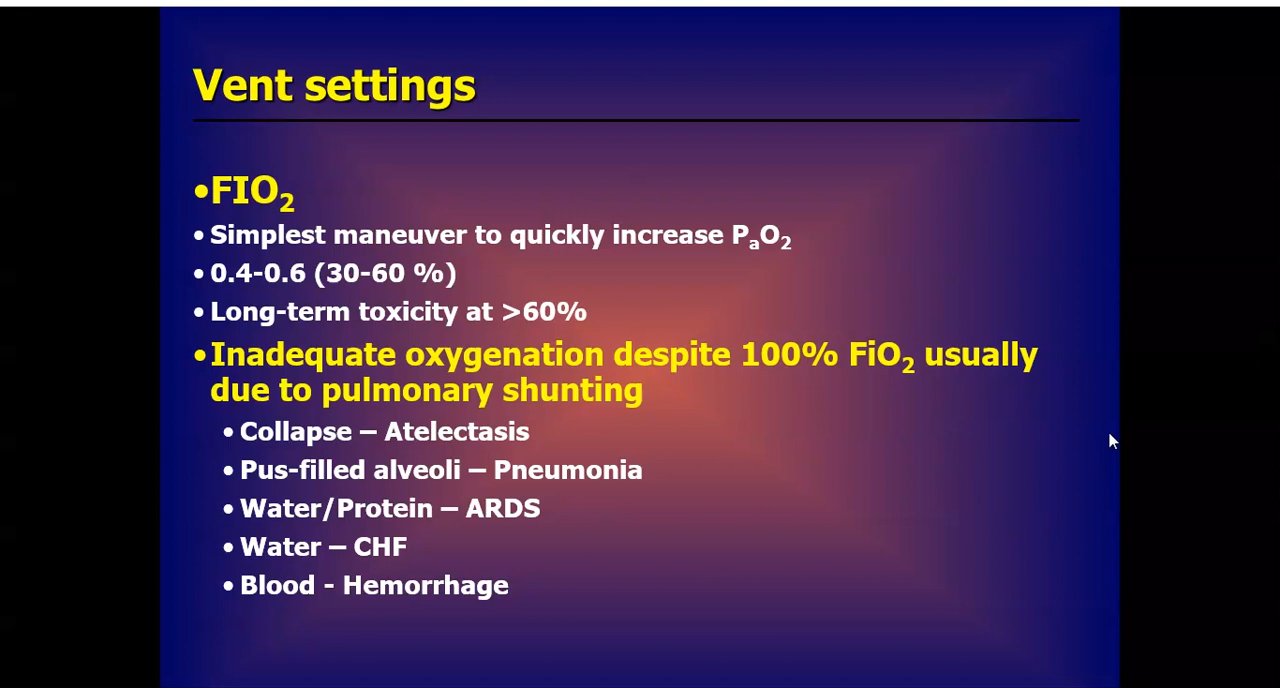 Vent settings
•FIO₂
• Simplest maneuver to quickly increase PₐO₂
• 0.4-0.6 (30-60 %)
• Long-term toxicity at >60%
• Inadequate oxygenation despite 100% FiO₂ usually
due to pulmonary shunting
• Collapse – Atelectasis
• Pus-filled alveoli – Pneumonia
• Water/Protein – ARDS
• Water – CHF
• Blood - Hemorrhage